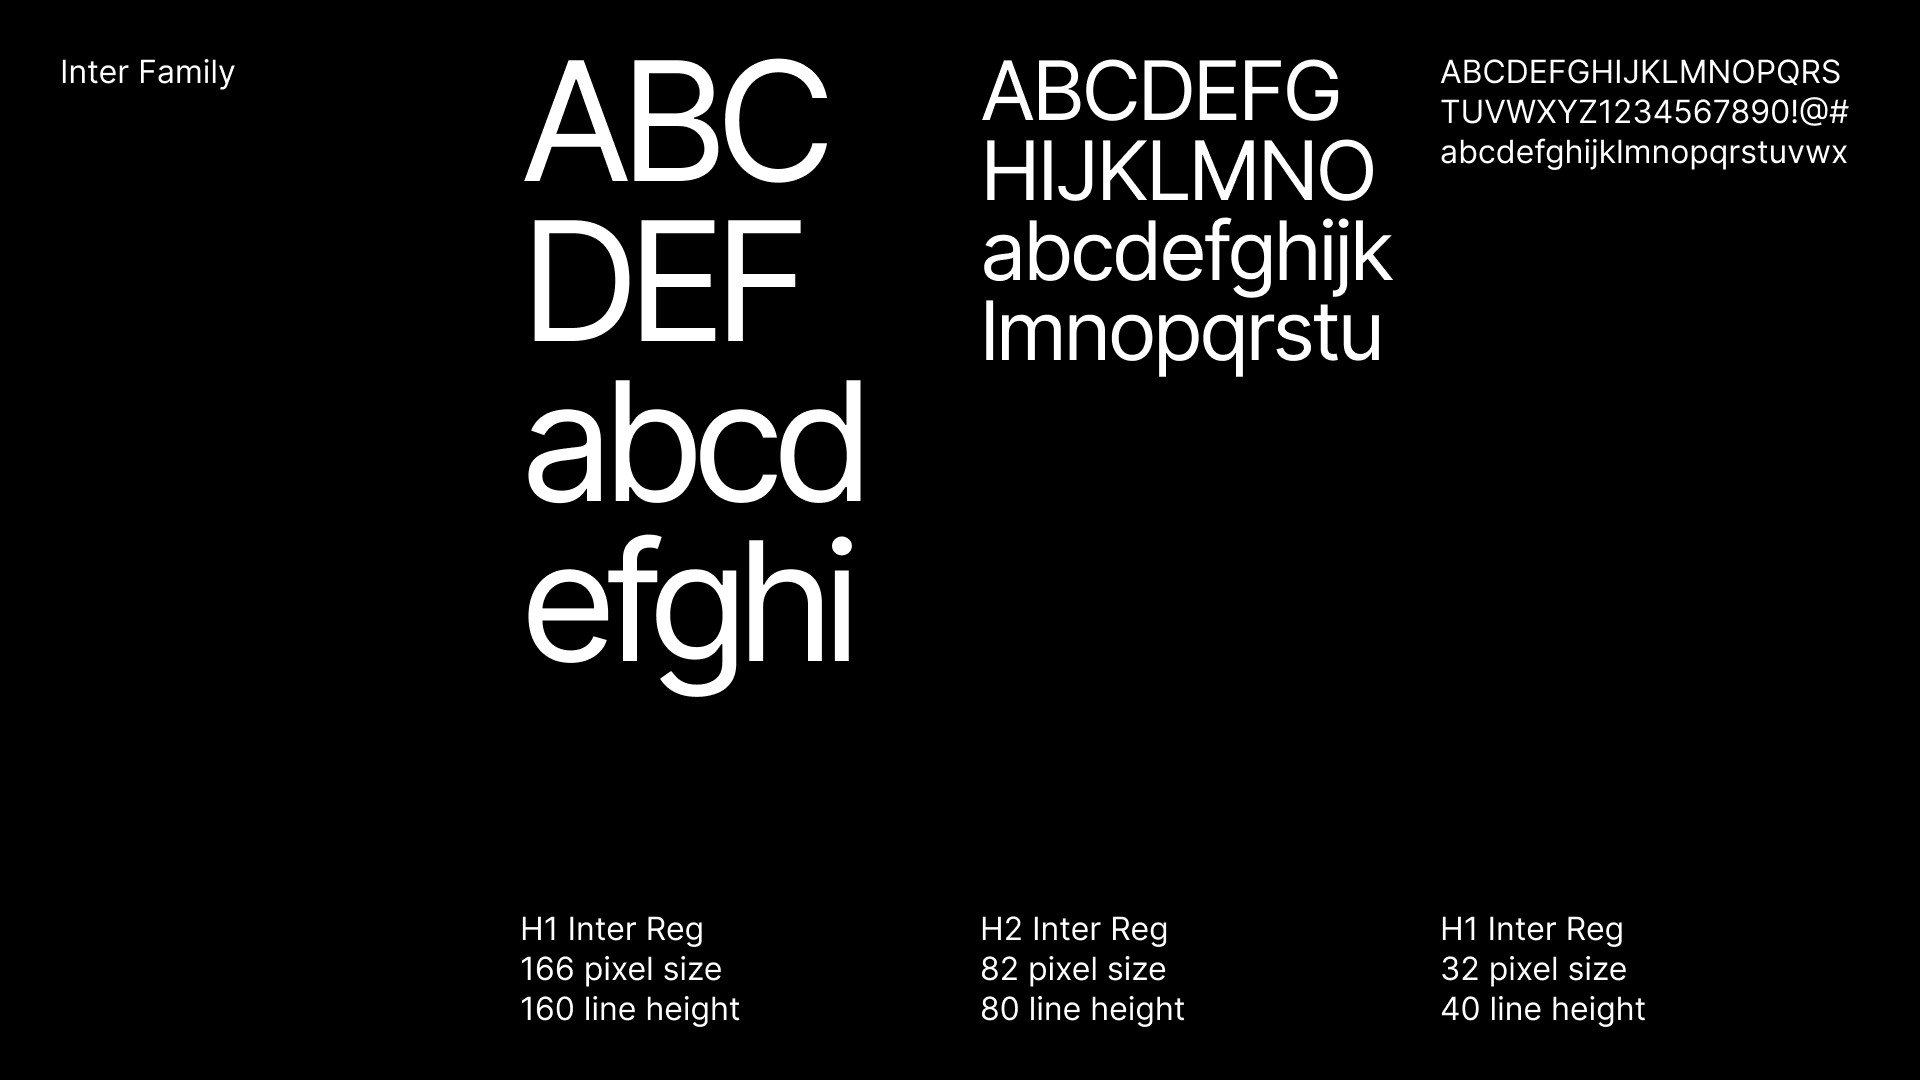 Inter Family
ABC
DEF
abcd
efghi
ABCDEFG
HIJKLMNO
abcdefghijk
lmnopqrstu
ABCDEFGHIJKLMNOPQRS
TUVWXYZ1234567890!@#
abcdefghijklmnopqrstuvwx
H1 Inter Reg
166 pixel size
160 line height
H2 Inter Reg
82 pixel size
80 line height
H1 Inter Reg
32 pixel size
40 line height